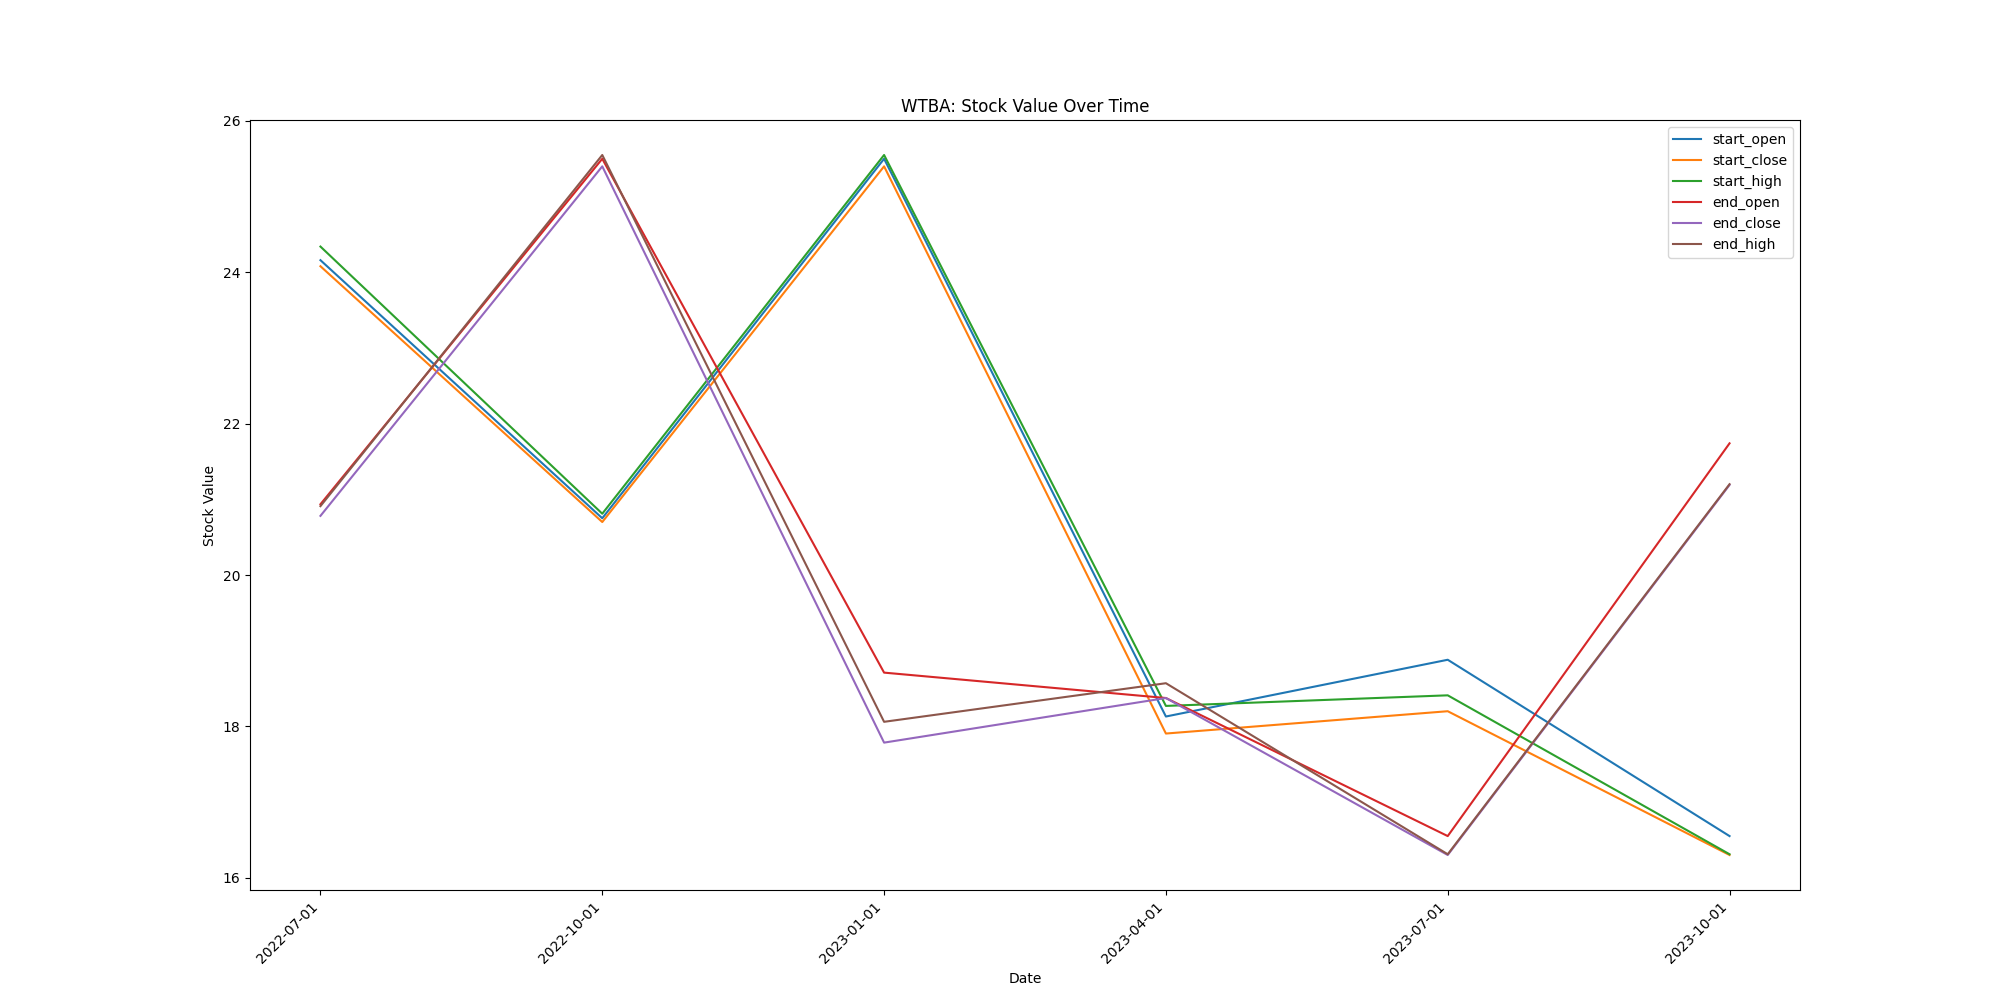 WTBA: Stock Value Over Time
26
24
22
20
18
16
Stock Value
start_open
start_close
start_high
end_open
end_close
end_high
2022-07-01
2022-10-01
2023-01-01
2023-04-01
2023-07-01
2023-10-01
Date